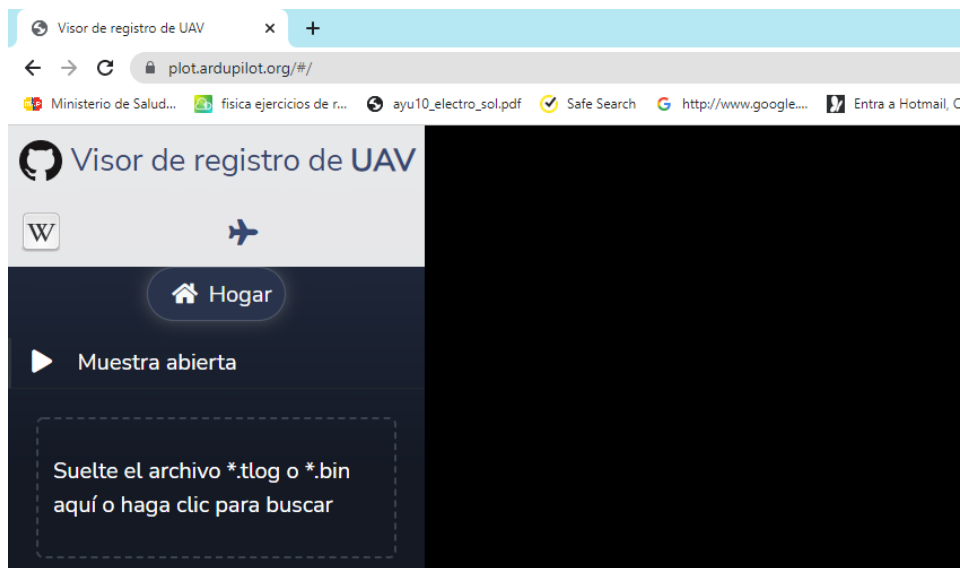 Visor de registro de UAV
plot.ardupilot.org/#/
Ministerio de Salud... fisica ejercicios de r... ayu10_electro_sol.pdf Safe Search http://www.google.... Entra a Hotmail, C
Visor de registro de UAV
W
Hogar
Muestra abierta
Suelte el archivo *.tlog o *.bin
aquí o haga clic para buscar